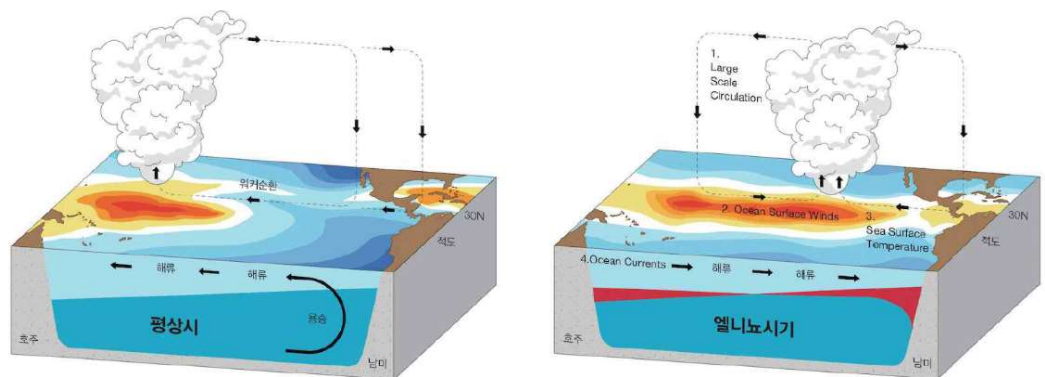 워커순환
30N
적도
해류
해류
용승
평상시
호주
남미
1.
Large
Scale
Circulation
2. Ocean Surface Winds
3.
Sea Surface
Temperature
30N
적도
4.Ocean Currents
해류
해류
엘니뇨시기
호주
남미